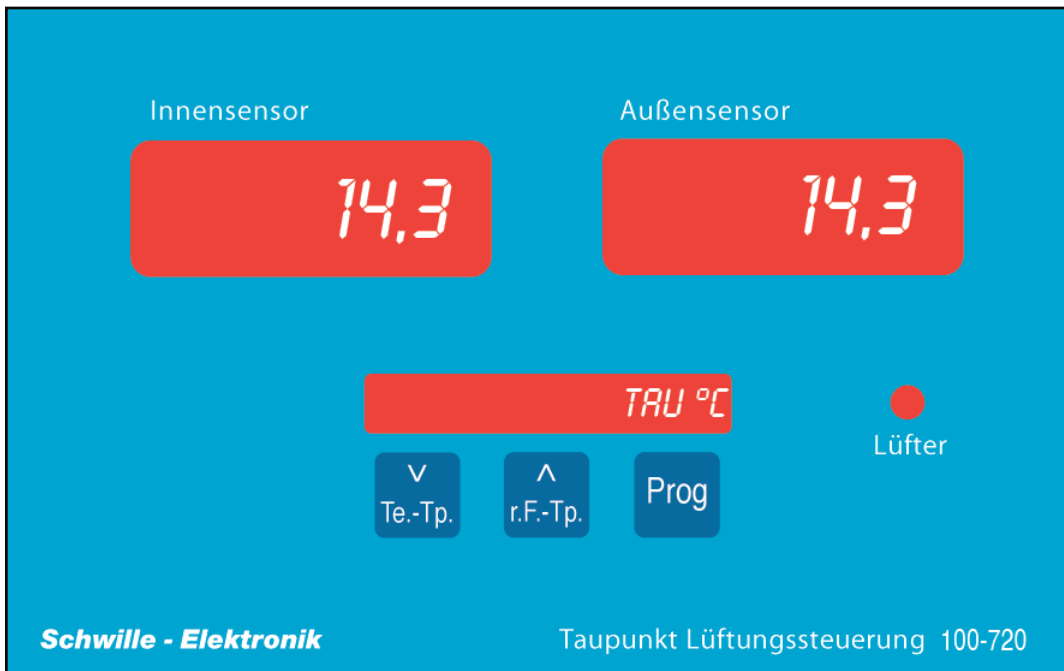 Innensensor Außensensor
14,3 14,3
TAU °C
Lüfter
∨ ∧ Prog
Te.-Tp. r.F.-Tp.
Schwille - Elektronik Taupunkt Lüftungssteuerung 100-720